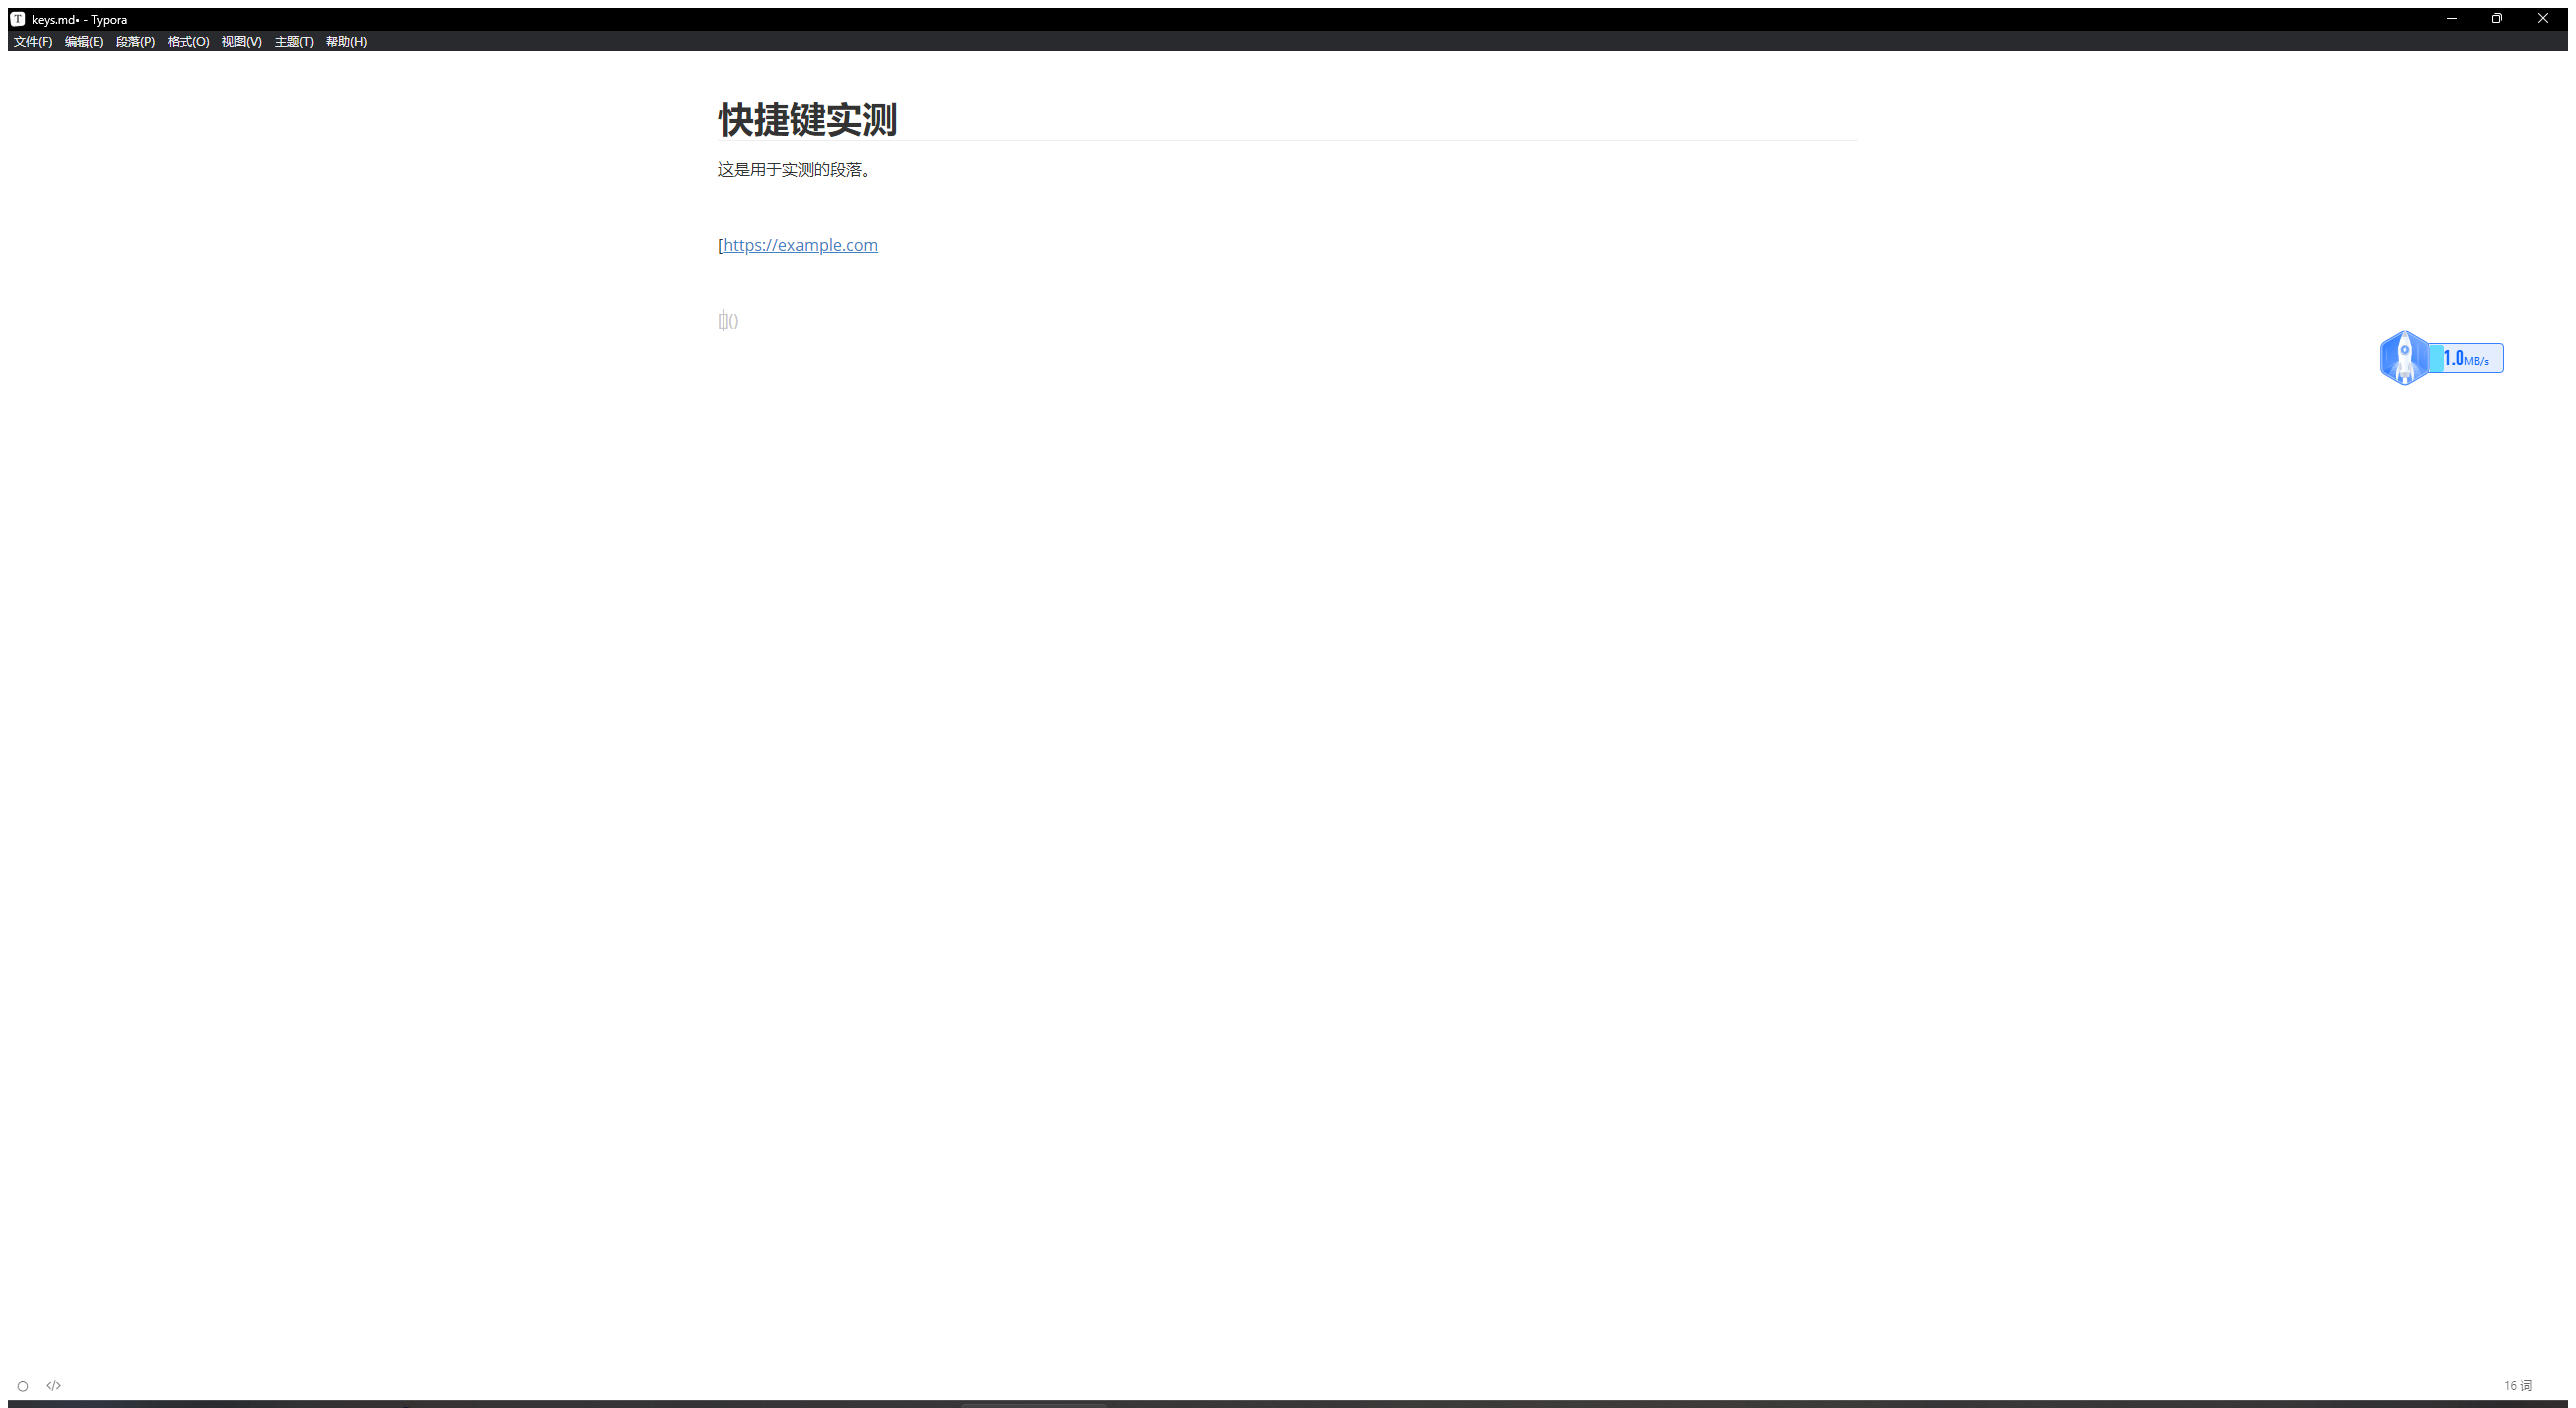 keys.md• - Typora
文件(F) 编辑(E) 段落(P) 格式(O) 视图(V) 主题(T) 帮助(H)
快捷键实测
这是用于实测的段落。
[https://example.com
[]()
1.0MB/s
</>
16 词